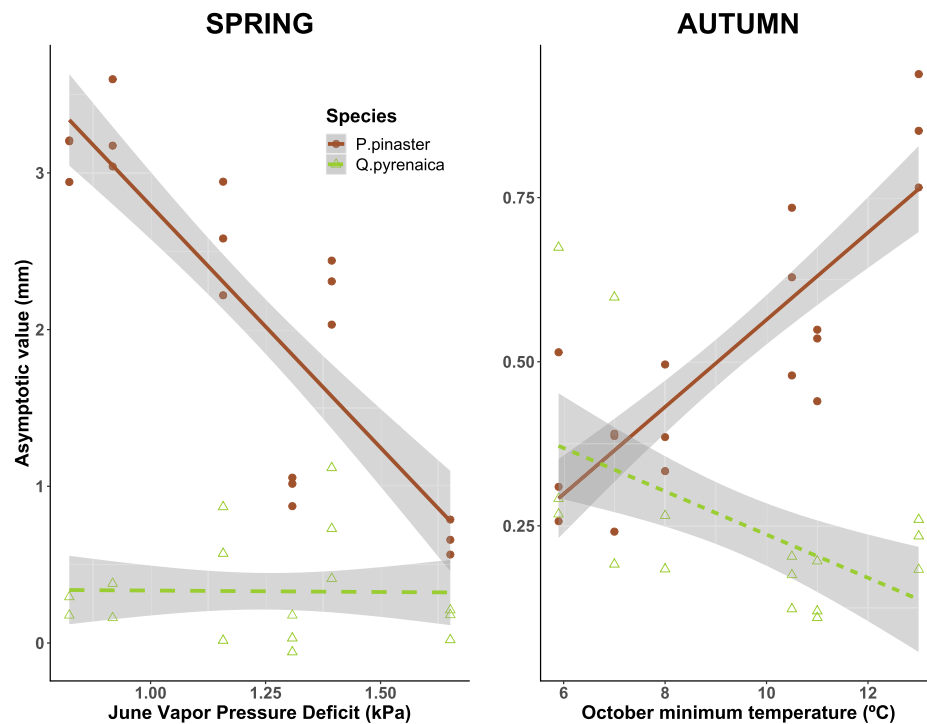 SPRING
AUTUMN
Asymptotic value (mm)
3
2
1
0
Species
P.pinaster
Q.pyrenaica
1.00
1.25
1.50
June Vapor Pressure Deficit (kPa)
0.75
0.50
0.25
6
8
10
12
October minimum temperature (ºC)